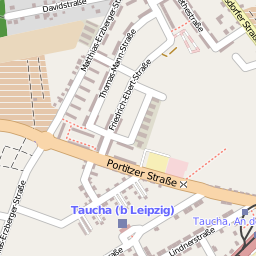 Davidstraße
Matthias-Erzberger-Straße
Thomas-Mann-Straße
Friedrich-Ebert-Straße
Portitzer Straße
Taucha (b Leipzig)
Taucha, An d
Lindnerstraße